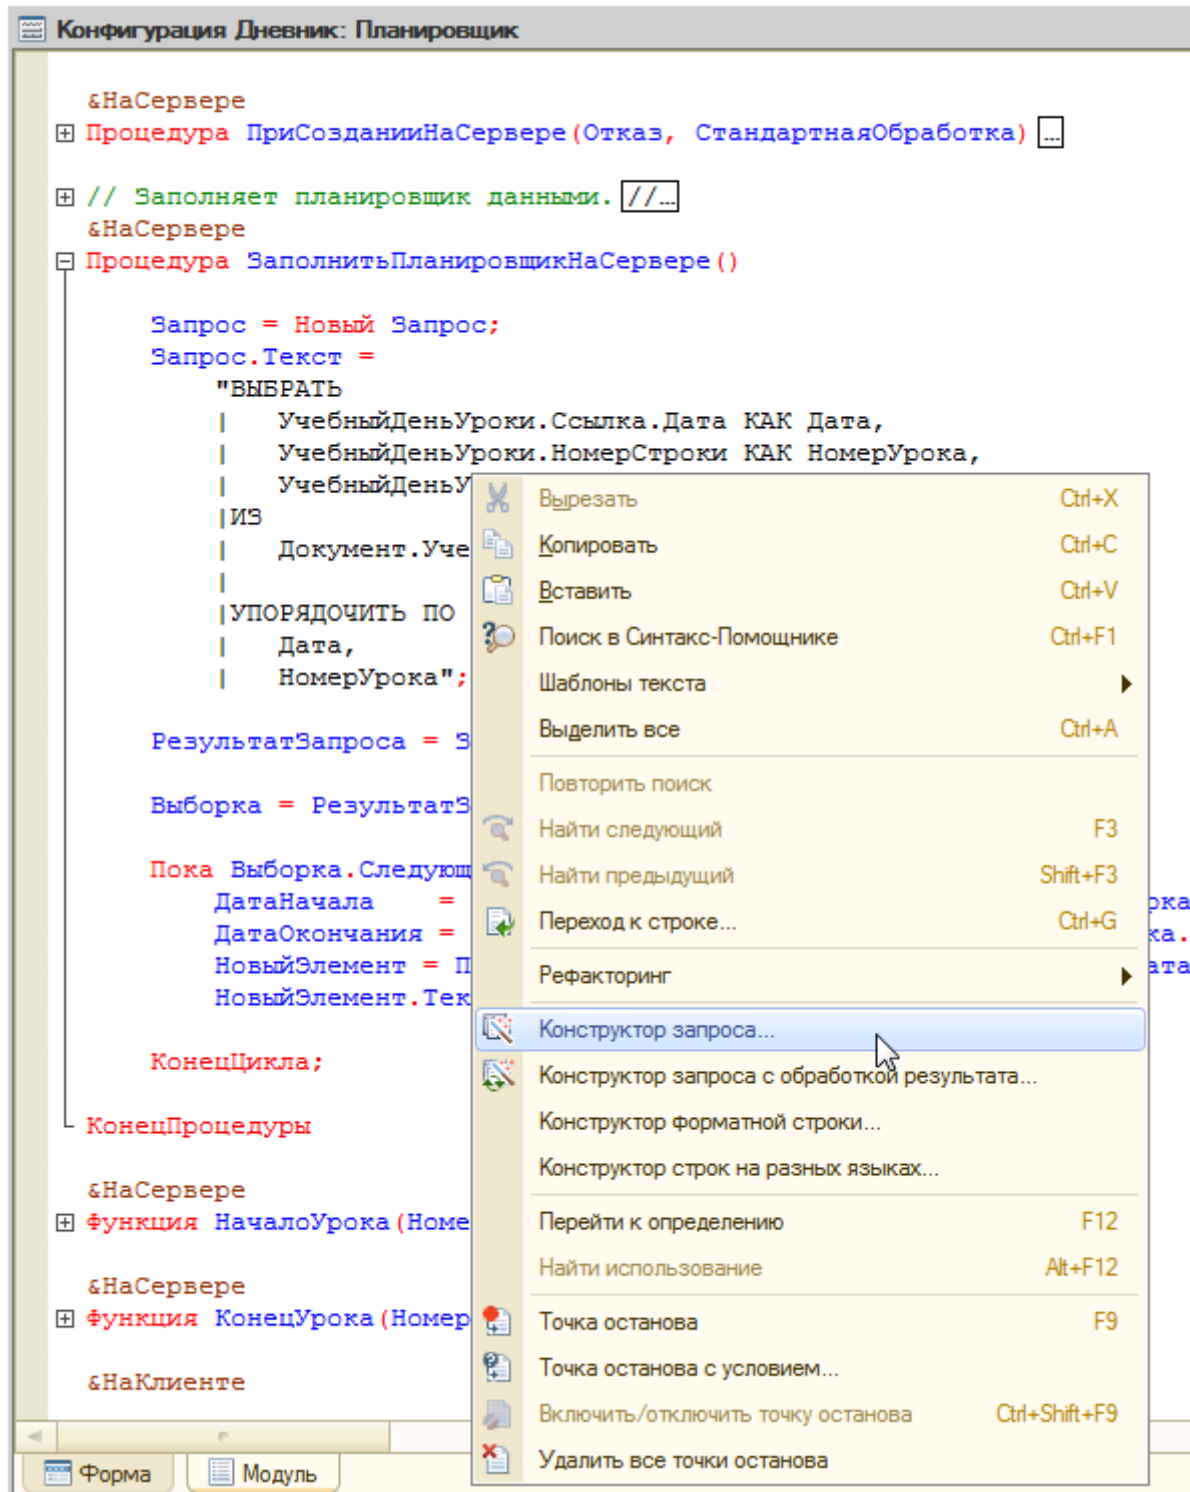 Конфигурация Дневник: Планировщик
&НаСервере
Процедура ПриСозданииНаСервере(Отказ, СтандартнаяОбработка) ...
// Заполняет планировщик данными. //...
&НаСервере
Процедура ЗаполнитьПланировщикНаСервере()
Запрос = Новый Запрос;
Запрос.Текст =
"ВЫБРАТЬ
| УчебныйДеньУроки.Ссылка.Дата КАК Дата,
| УчебныйДеньУроки.НомерСтроки КАК НомерУрока,
| УчебныйДеньУ
|ИЗ
| Документ.Уче
|
|УПОРЯДОЧИТЬ ПО
| Дата,
| НомерУрока";
РезультатЗапроса = З
Выборка = РезультатЗ
Пока Выборка.Следующ
ДатаНачала = рка
ДатаОкончания = ка.
НовыйЭлемент = П ата
НовыйЭлемент.Тек
КонецЦикла;
КонецПроцедуры
&НаСервере
Функция НачалоУрока(Номе
&НаСервере
Функция КонецУрока(Номер
&НаКлиенте
Вырезать Ctrl+X
Копировать Ctrl+C
Вставить Ctrl+V
Поиск в Синтакс-Помощнике Ctrl+F1
Шаблоны текста
Выделить все Ctrl+A
Повторить поиск
Найти следующий F3
Найти предыдущий Shift+F3
Переход к строке... Ctrl+G
Рефакторинг
Конструктор запроса...
Конструктор запроса с обработкой результата...
Конструктор форматной строки...
Конструктор строк на разных языках...
Перейти к определению F12
Найти использование Alt+F12
Точка останова F9
Точка останова с условием...
Включить/отключить точку останова Ctrl+Shift+F9
Удалить все точки останова
Форма Модуль